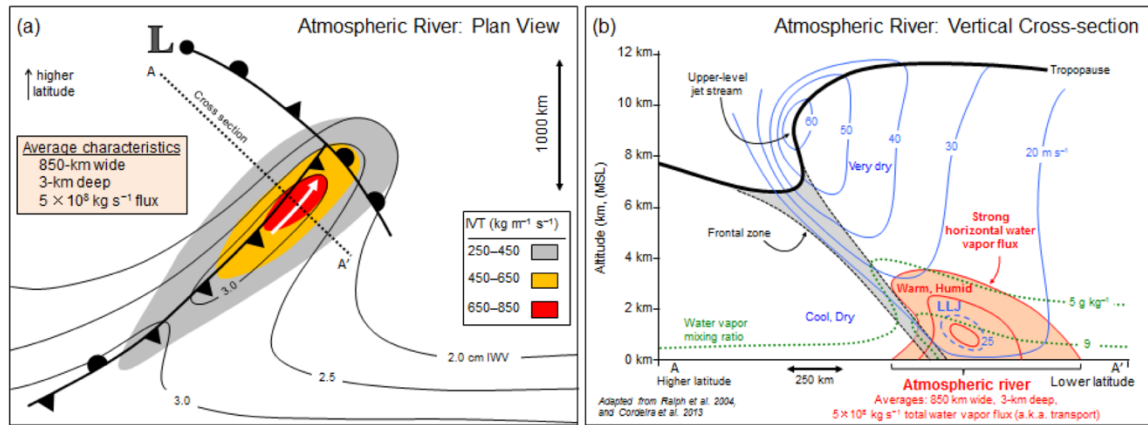 (a)
Atmospheric River: Plan View
L
A
higher
latitude
Cross section
1000 km
Average characteristics
850-km wide
3-km deep
5 × 10⁸ kg s⁻¹ flux
IVT (kg m⁻¹ s⁻¹)
250–450
450–650
650–850
A'
3.0
2.0 cm IWV
2.5
3.0
(b)
Atmospheric River: Vertical Cross-section
12 km
10 km
8 km
6 km
4 km
2 km
0 km
Altitude (km, (MSL)
Upper-level
jet stream
Tropopause
60
50
40
30
20 m s⁻¹
Very dry
Frontal zone
Strong
horizontal water
vapor flux
Warm, Humid
LLJ
25
5 g kg⁻¹
9
Cool, Dry
Water vapor
mixing ratio
A
Higher latitude
250 km
A'
Lower latitude
Atmospheric river
Averages: 850 km wide, 3-km deep,
5 × 10⁸ kg s⁻¹ total water vapor flux (a.k.a. transport)
Adapted from Ralph et al. 2004,
and Cordeira et al. 2013